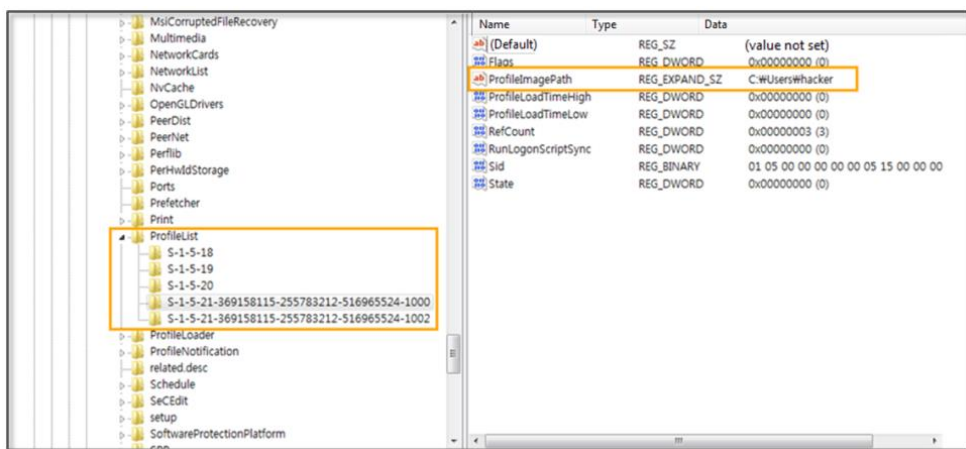 MsiCorruptedFileRecovery
Multimedia
NetworkCards
NetworkList
NvCache
OpenGLDrivers
PeerDist
PeerNet
Perflib
PerHwIdStorage
Ports
Prefetcher
Print
ProfileList
S-1-5-18
S-1-5-19
S-1-5-20
S-1-5-21-369158115-255783212-516965524-1000
S-1-5-21-369158115-255783212-516965524-1002
ProfileLoader
ProfileNotification
related.desc
Schedule
SeCEdit
setup
SoftwareProtectionPlatform
Name Type Data
(Default) REG_SZ (value not set)
Flags REG_DWORD 0x00000000 (0)
ProfileImagePath REG_EXPAND_SZ C:₩Users₩hacker
ProfileLoadTimeHigh REG_DWORD 0x00000000 (0)
ProfileLoadTimeLow REG_DWORD 0x00000000 (0)
RefCount REG_DWORD 0x00000003 (3)
RunLogonScriptSync REG_DWORD 0x00000000 (0)
Sid REG_BINARY 01 05 00 00 00 00 00 05 15 00 00 00
State REG_DWORD 0x00000000 (0)